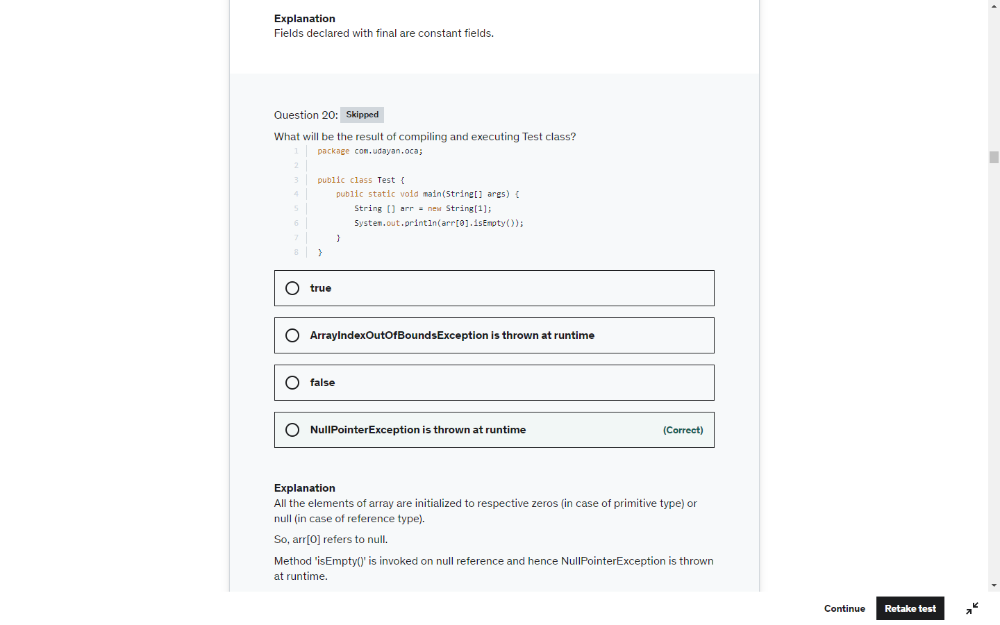 Explanation
Fields declared with final are constant fields.
Question 20: Skipped
What will be the result of compiling and executing Test class?
1 package com.udayan.oca;
2
3 public class Test {
4 public static void main(String[] args) {
5 String [] arr = new String[1];
6 System.out.println(arr[0].isEmpty());
7 }
8 }
true
ArrayIndexOutOfBoundsException is thrown at runtime
false
NullPointerException is thrown at runtime (Correct)
Explanation
All the elements of array are initialized to respective zeros (in case of primitive type) or
null (in case of reference type).
So, arr[0] refers to null.
Method 'isEmpty()' is invoked on null reference and hence NullPointerException is thrown
at runtime.
Continue Retake test